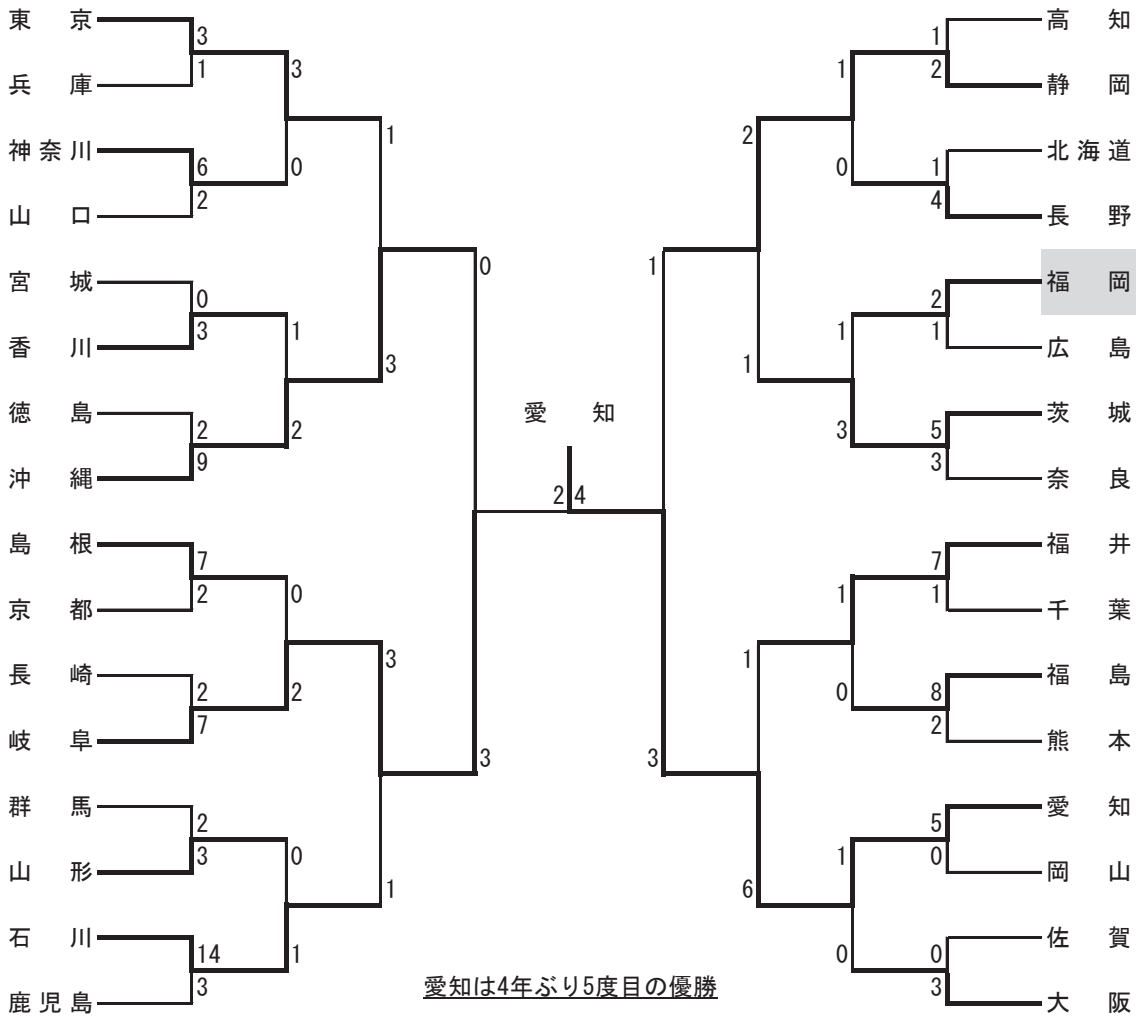 東京
3
1
兵庫
3
神奈川
6
2
山口
0
1
宮城
0
3
香川
1
徳島
2
9
沖縄
2
3
0
島根
7
2
京都
0
長崎
2
7
岐阜
2
3
群馬
2
3
山形
0
石川
14
3
鹿児島
1
1
3
愛知
2 4
高知
1
2
静岡
1
北海道
1
4
長野
0
2
福岡
2
1
広島
1
茨城
5
3
奈良
3
1
1
福井
7
1
千葉
1
福島
8
2
熊本
0
1
愛知
5
0
岡山
1
佐賀
0
3
大阪
0
6
3
愛知は4年ぶり5度目の優勝